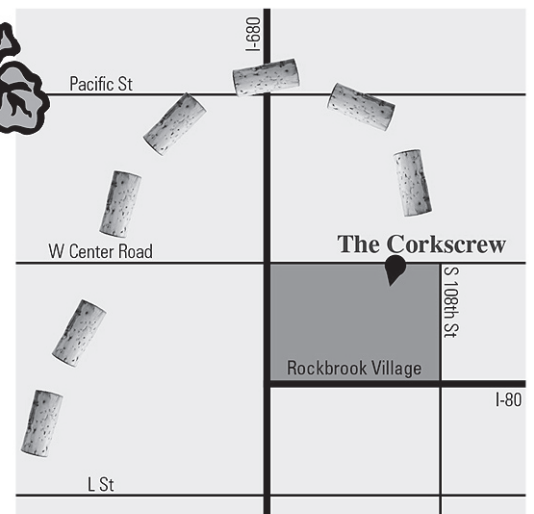 I-680
Pacific St
The Corkscrew
W Center Road
S 108th St
Rockbrook Village
I-80
L St